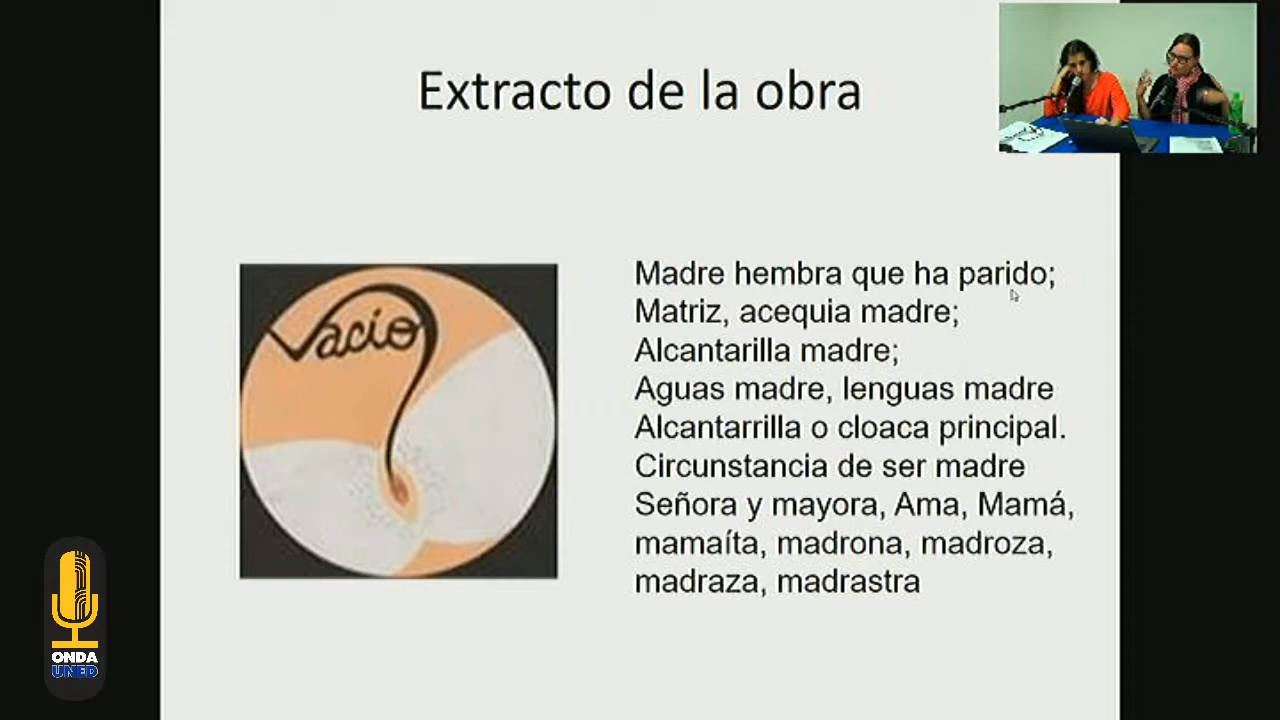 Extracto de la obra
Vacío
Madre hembra que ha parido;
Matriz, acequia madre;
Alcantarilla madre;
Aguas madre, lenguas madre
Alcantarrilla o cloaca principal.
Circunstancia de ser madre
Señora y mayora, Ama, Mamá,
mamaíta, madrona, madroza,
madraza, madrastra
ONDA
UNED